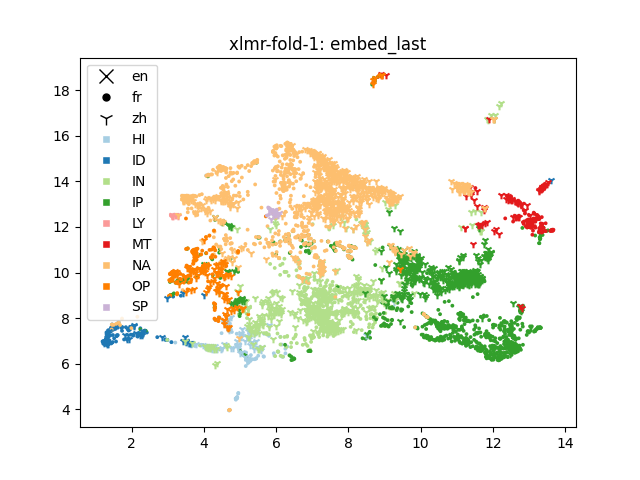 xlmr-fold-1: embed_last
en
fr
zh
HI
ID
IN
IP
LY
MT
NA
OP
SP
18
16
14
12
10
8
6
4
2 4 6 8 10 12 14